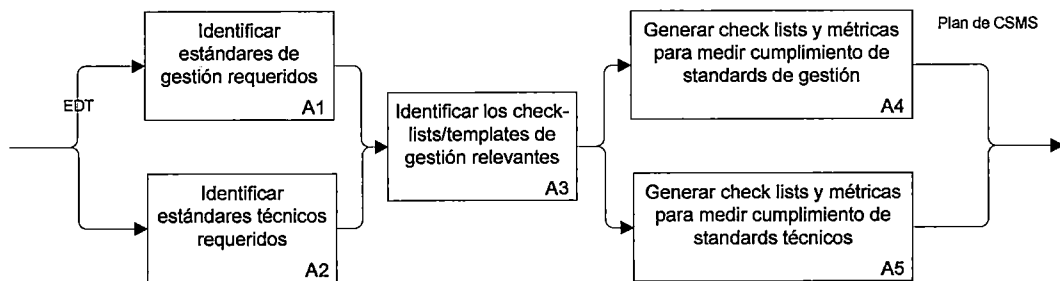 Identificar
estándares de
gestión requeridos
A1
EDT
Identificar
estándares técnicos
requeridos
A2
Identificar los check-
lists/templates de
gestión relevantes
A3
Generar check lists y métricas
para medir cumplimiento de
standards de gestión
A4
Generar check lists y métricas
para medir cumplimiento de
standards técnicos
A5
Plan de CSMS